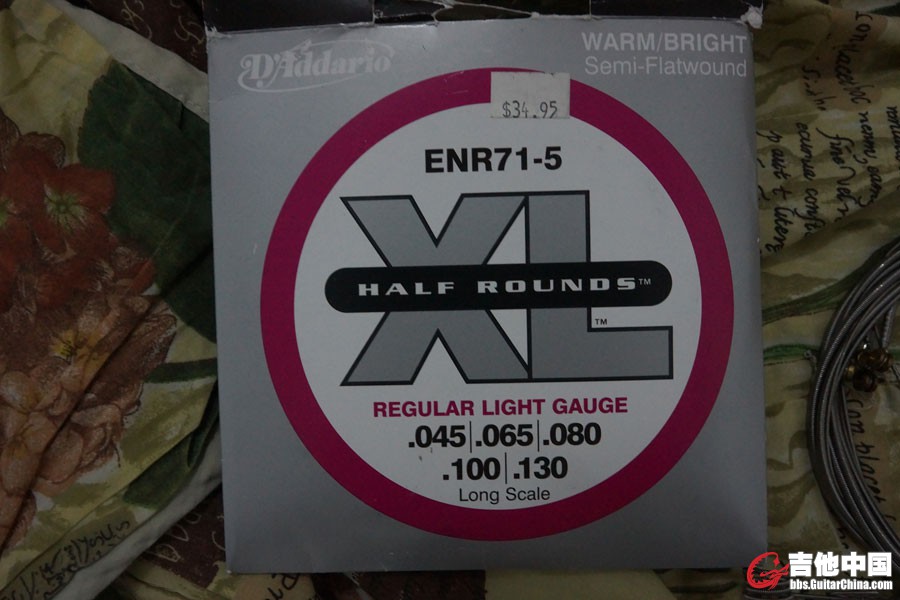 D'Addario
WARM/BRIGHT
Semi-Flatwound
$34.95
ENR71-5
XL
HALF ROUNDS™
™
REGULAR LIGHT GAUGE
.045|.065|.080
.100|.130
Long Scale
吉他中国
bbs.GuitarChina.com